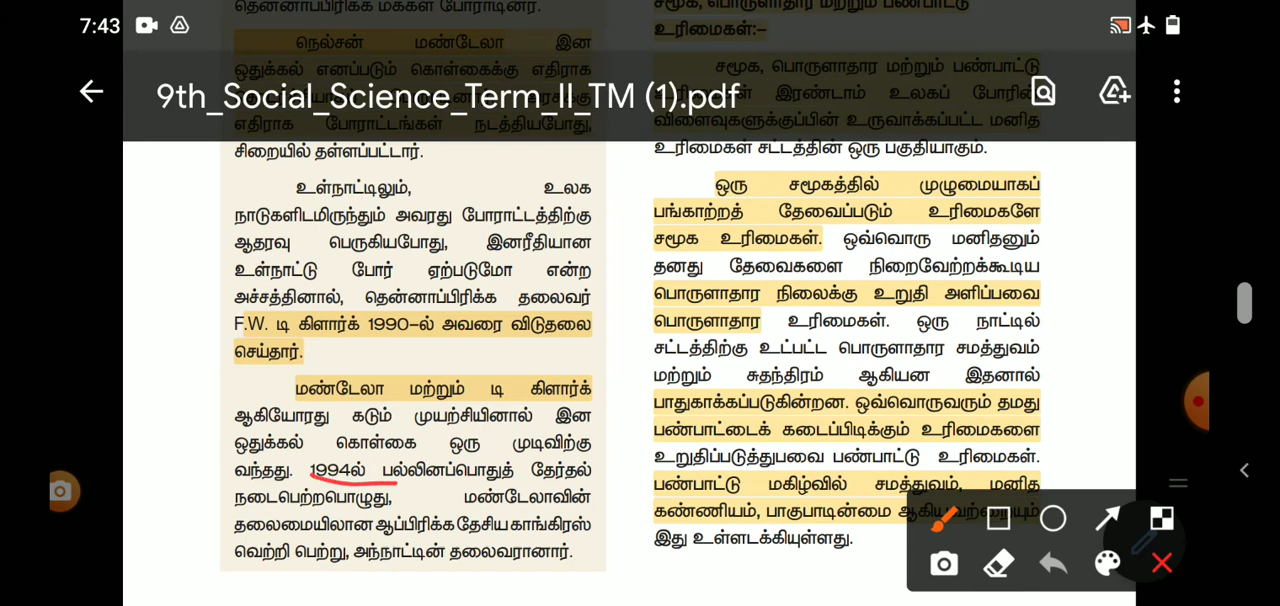 7:43
9th_Social_Science_Term_II_TM (1).pdf
தென்னாப்பிரிக்க மக்கள் போராடினர்.
நெல்சன் மண்டேலா இன
ஒதுக்கல் எனப்படும் கொள்கைக்கு எதிராக
எதிராக போராட்டங்கள் நடத்தியபோது,
சிறையில் தள்ளப்பட்டார்.
உள்நாட்டிலும், உலக
நாடுகளிடமிருந்தும் அவரது போராட்டத்திற்கு
ஆதரவு பெருகியபோது, இனரீதியான
உள்நாட்டு போர் ஏற்படுமோ என்ற
அச்சத்தினால், தென்னாப்பிரிக்க தலைவர்
F.W. டி கிளார்க் 1990–ல் அவரை விடுதலை
செய்தார்.
மண்டேலா மற்றும் டி கிளார்க்
ஆகியோரது கடும் முயற்சியினால் இன
ஒதுக்கல் கொள்கை ஒரு முடிவிற்கு
வந்தது. 1994ல் பல்லினப்பொதுத் தேர்தல்
நடைபெற்றபொழுது, மண்டேலாவின்
தலைமையிலான ஆப்பிரிக்க தேசிய காங்கிரஸ்
வெற்றி பெற்று, அந்நாட்டின் தலைவரானார்.
சமூக, பொருளாதார மற்றும் பண்பாட்டு
உரிமைகள்:–
சமூக, பொருளாதார மற்றும் பண்பாட்டு
உரிமைகள் இரண்டாம் உலகப் போரின்
விளைவுகளுக்குப்பின் உருவாக்கப்பட்ட மனித
உரிமைகள் சட்டத்தின் ஒரு பகுதியாகும்.
ஒரு சமூகத்தில் முழுமையாகப்
பங்காற்றத் தேவைப்படும் உரிமைகளே
சமூக உரிமைகள். ஒவ்வொரு மனிதனும்
தனது தேவைகளை நிறைவேற்றக்கூடிய
பொருளாதார நிலைக்கு உறுதி அளிப்பவை
பொருளாதார உரிமைகள். ஒரு நாட்டில்
சட்டத்திற்கு உட்பட்ட பொருளாதார சமத்துவம்
மற்றும் சுதந்திரம் ஆகியன இதனால்
பாதுகாக்கப்படுகின்றன. ஒவ்வொருவரும் தமது
பண்பாட்டைக் கடைப்பிடிக்கும் உரிமைகளை
உறுதிப்படுத்துபவை பண்பாட்டு உரிமைகள்.
பண்பாட்டு மகிழ்வில் சமத்துவம், மனித
கண்ணியம், பாகுபாடின்மை ஆகியவற்றையும்
இது உள்ளடக்கியுள்ளது.